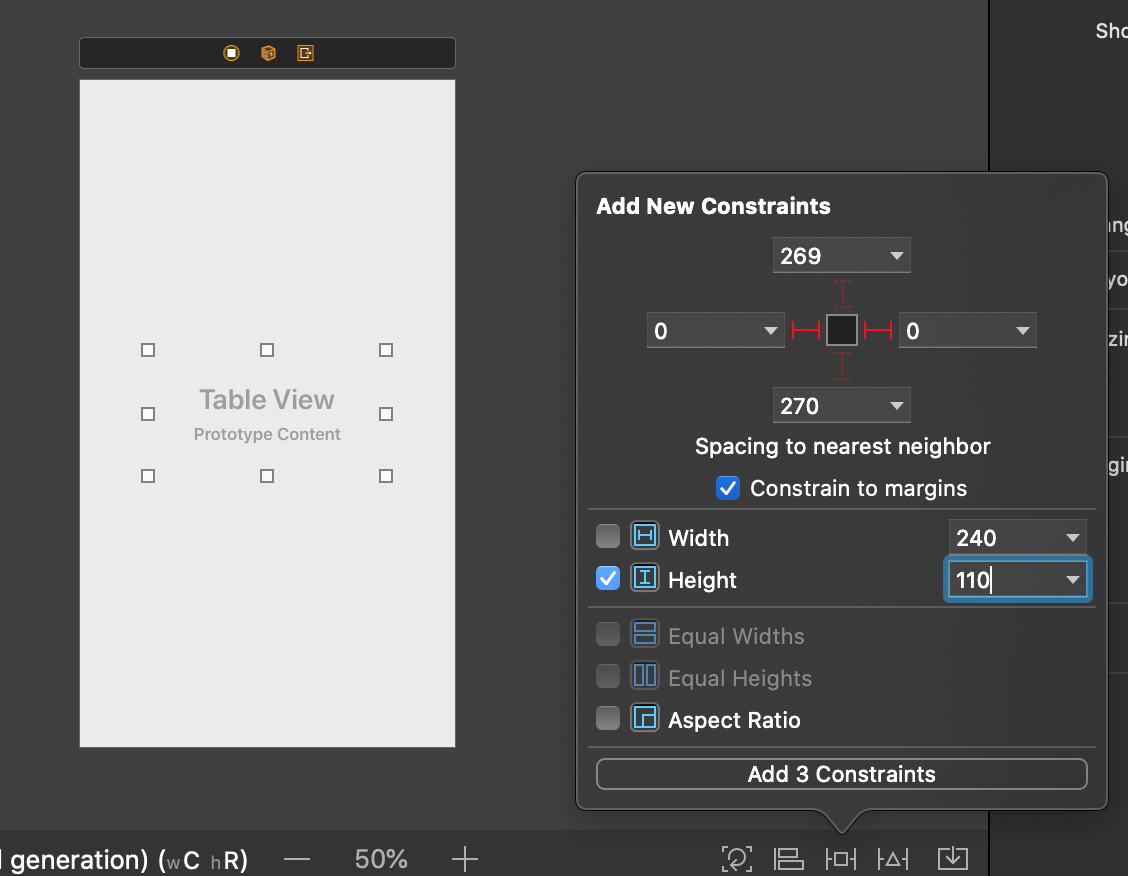 Sho
Add New Constraints
269
0
0
270
Spacing to nearest neighbor
Constrain to margins
Width
240
Height
110
Equal Widths
Equal Heights
Aspect Ratio
Add 3 Constraints
Table View
Prototype Content
generation) (wC hR)
50%